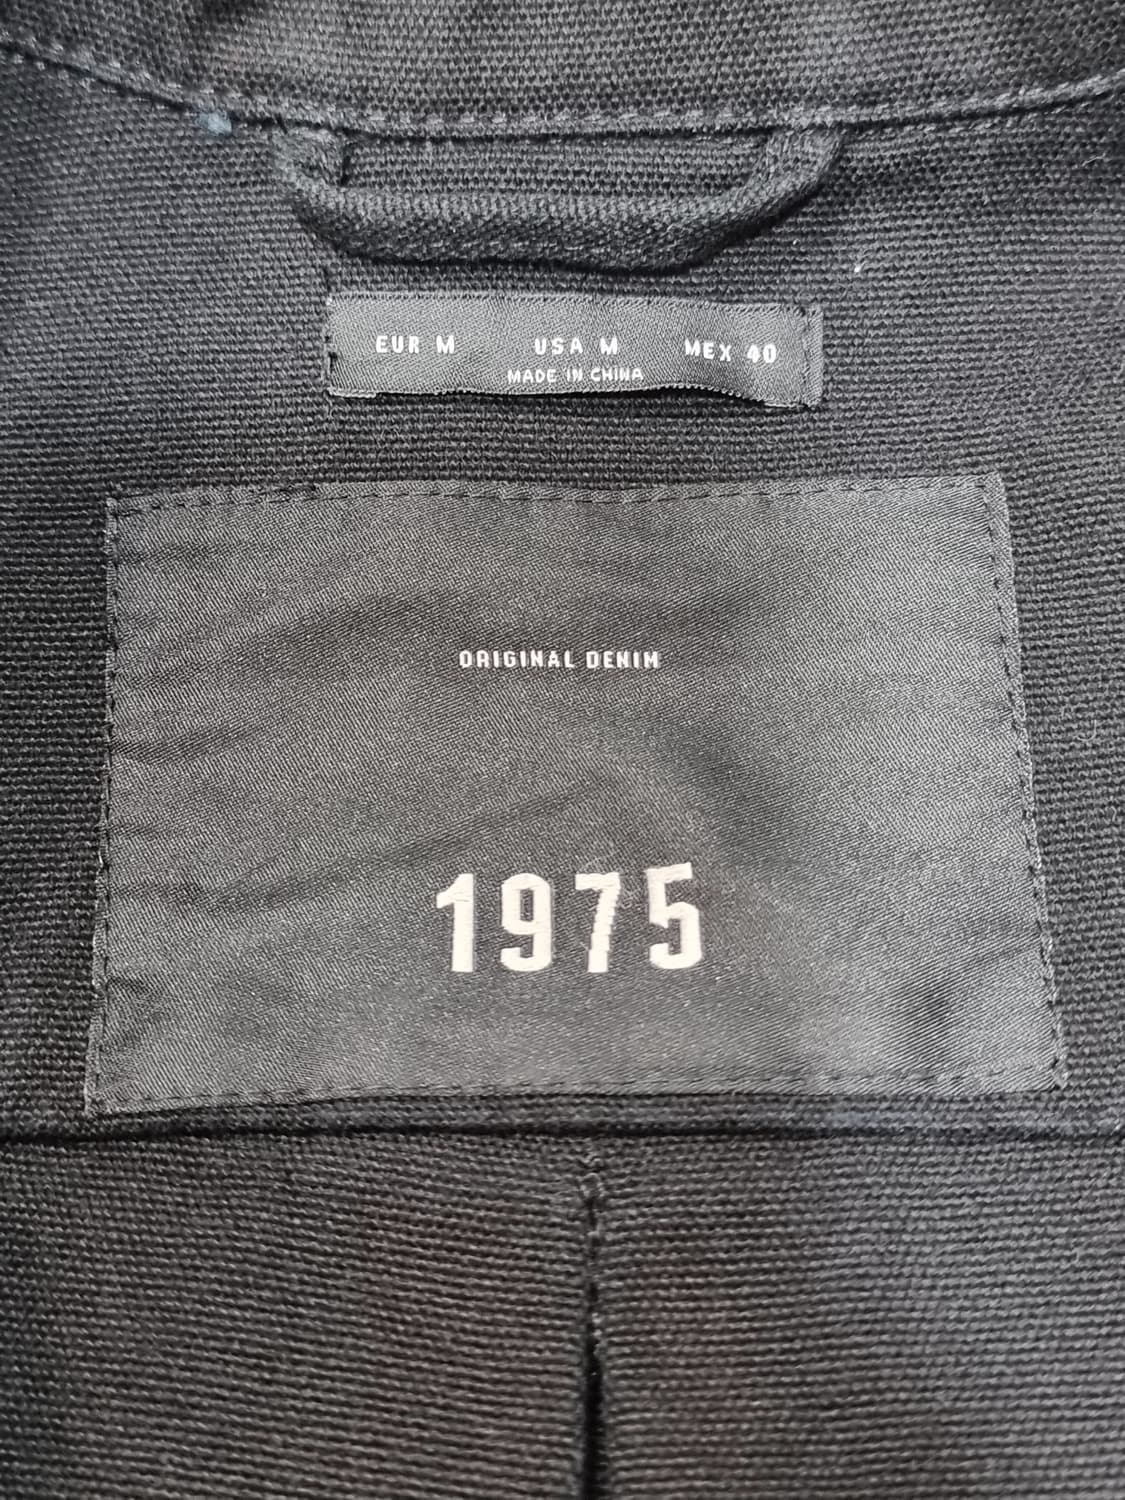 EUR M USA M MEX 40
MADE IN CHINA
ORIGINAL DENIM
1975